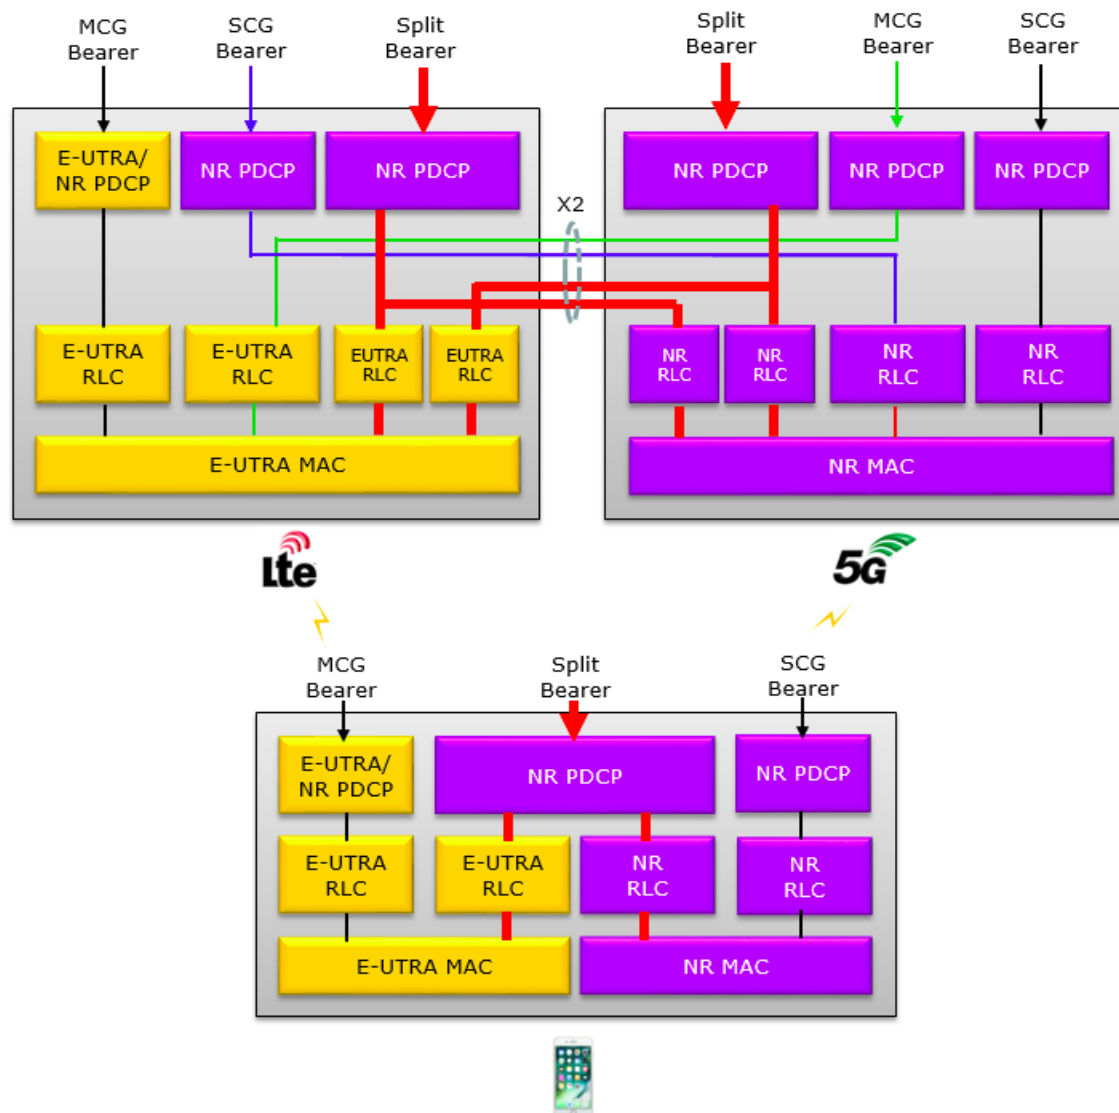 MCG
Bearer
SCG
Bearer
Split
Bearer
Split
Bearer
MCG
Bearer
SCG
Bearer
E-UTRA/
NR PDCP
NR PDCP
NR PDCP
NR PDCP
NR PDCP
NR PDCP
X2
E-UTRA
RLC
E-UTRA
RLC
EUTRA
RLC
EUTRA
RLC
NR
RLC
NR
RLC
NR
RLC
NR
RLC
E-UTRA MAC
NR MAC
Lte
5G
MCG
Bearer
Split
Bearer
SCG
Bearer
E-UTRA/
NR PDCP
NR PDCP
NR PDCP
E-UTRA
RLC
E-UTRA
RLC
NR
RLC
NR
RLC
E-UTRA MAC
NR MAC